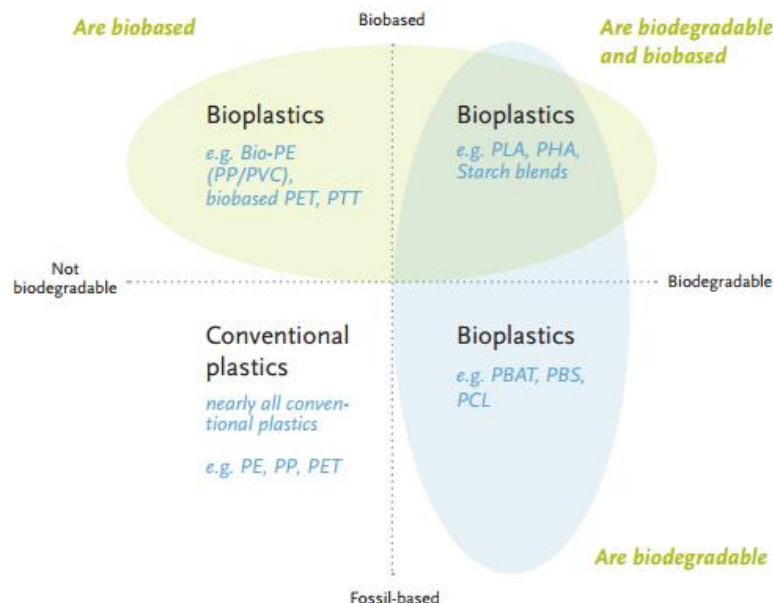 Are biobased
Biobased
Are biodegradable
and biobased
Bioplastics
e.g. Bio-PE
(PP/PVC),
biobased PET, PTT
Bioplastics
e.g. PLA, PHA,
Starch blends
Not
biodegradable
Biodegradable
Conventional
plastics
nearly all conven-
tional plastics
e.g. PE, PP, PET
Bioplastics
e.g. PBAT, PBS,
PCL
Are biodegradable
Fossil-based